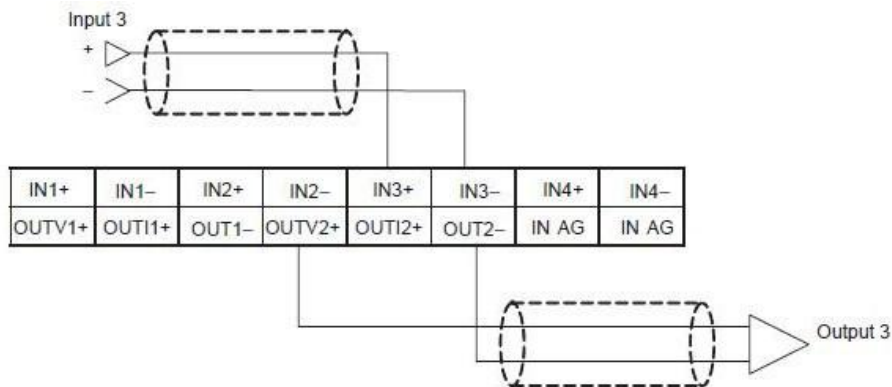 Input 3
+
–
IN1+ IN1– IN2+ IN2– IN3+ IN3– IN4+ IN4–
OUTV1+ OUTI1+ OUT1– OUTV2+ OUTI2+ OUT2– IN AG IN AG
Output 3